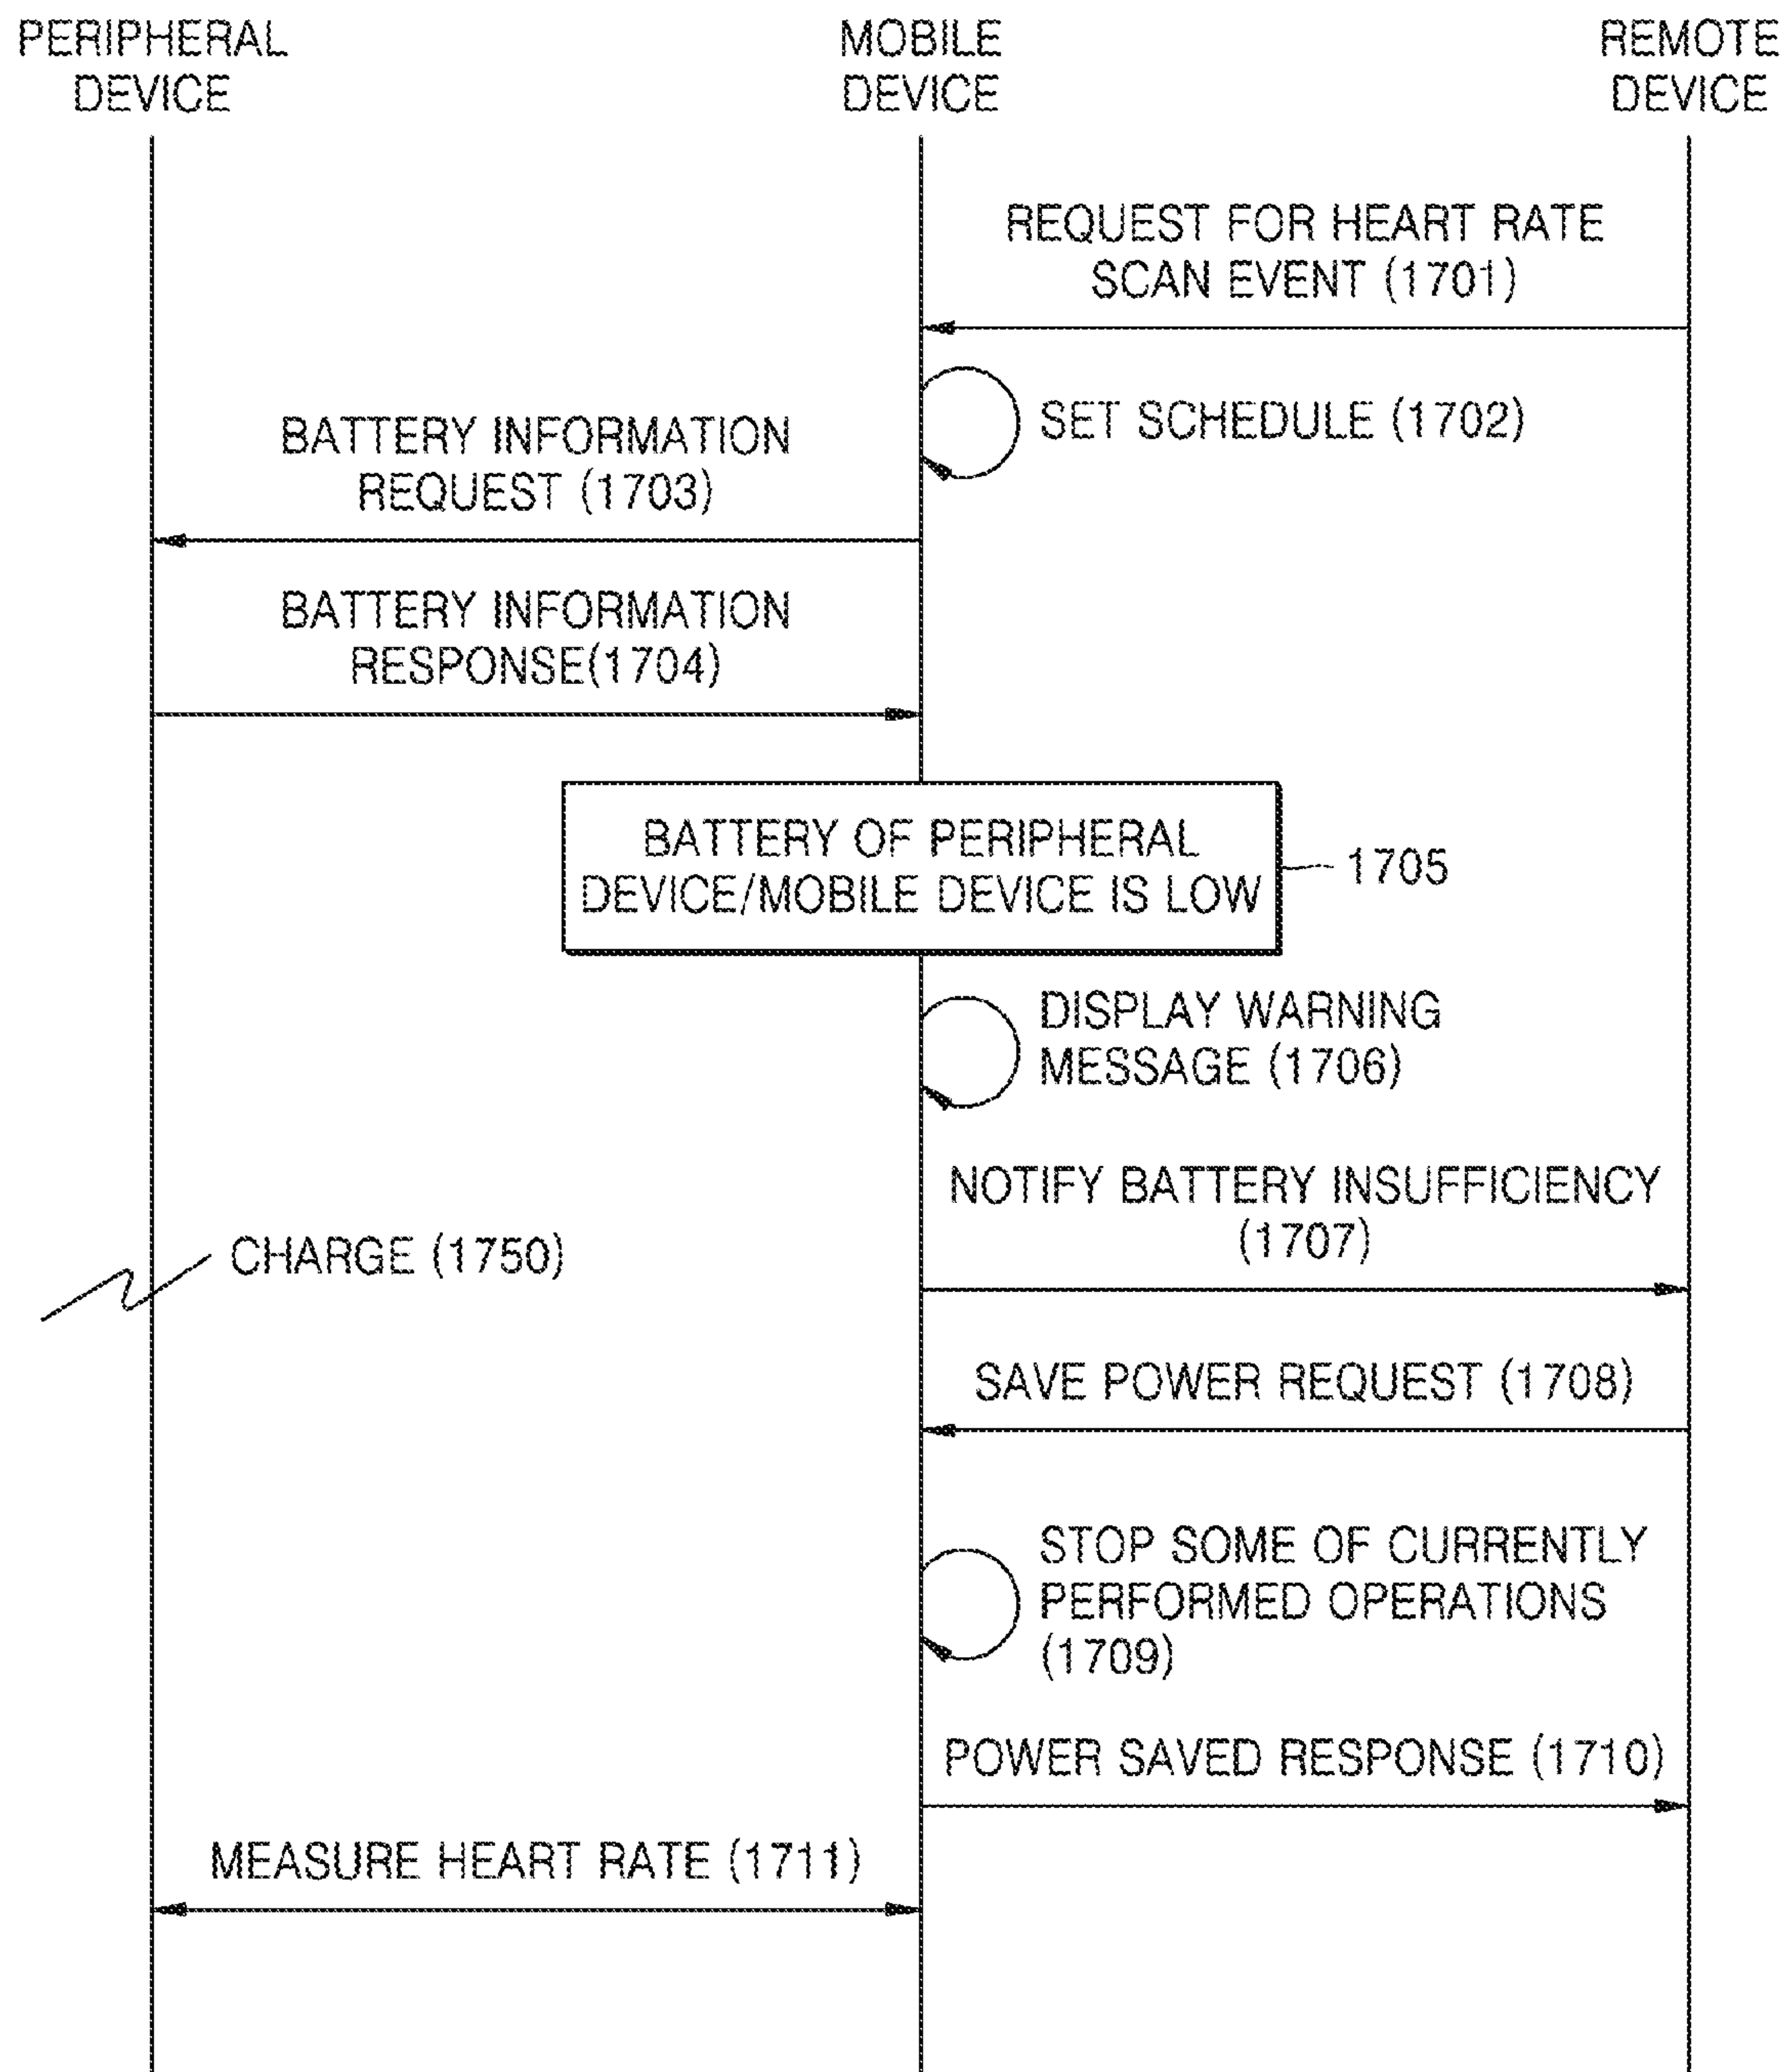 PERIPHERAL
DEVICE
MOBILE
DEVICE
REMOTE
DEVICE
REQUEST FOR HEART RATE
SCAN EVENT (1701)
SET SCHEDULE (1702)
BATTERY INFORMATION
REQUEST (1703)
BATTERY INFORMATION
RESPONSE(1704)
BATTERY OF PERIPHERAL
DEVICE/MOBILE DEVICE IS LOW
1705
DISPLAY WARNING
MESSAGE (1706)
NOTIFY BATTERY INSUFFICIENCY
(1707)
CHARGE (1750)
SAVE POWER REQUEST (1708)
STOP SOME OF CURRENTLY
PERFORMED OPERATIONS
(1709)
POWER SAVED RESPONSE (1710)
MEASURE HEART RATE (1711)